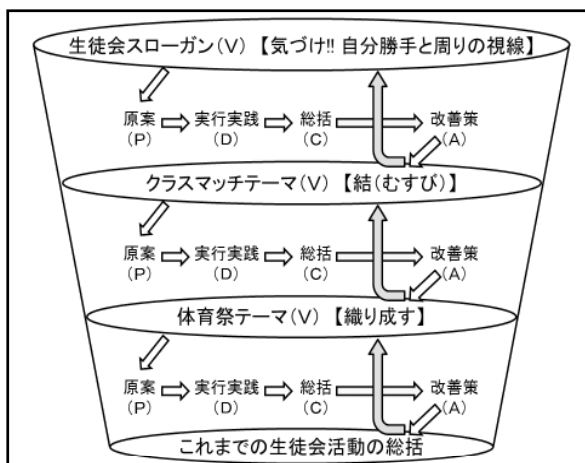 生徒会スローガン(V) 【気づけ!! 自分勝手と周りの視線】
原案 実行実践 総括 改善策
(P) (D) (C) (A)
クラスマッチテーマ(V) 【結(むすび)】
原案 実行実践 総括 改善策
(P) (D) (C) (A)
体育祭テーマ(V) 【織り成す】
原案 実行実践 総括 改善策
(P) (D) (C) (A)
これまでの生徒会活動の総括